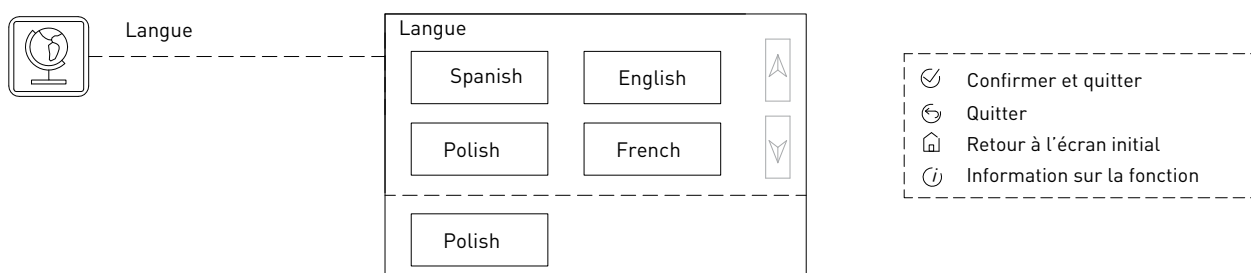 Langue
Langue
Spanish
English
Polish
French
Polish
Confirmer et quitter
Quitter
Retour à l'écran initial
Information sur la fonction